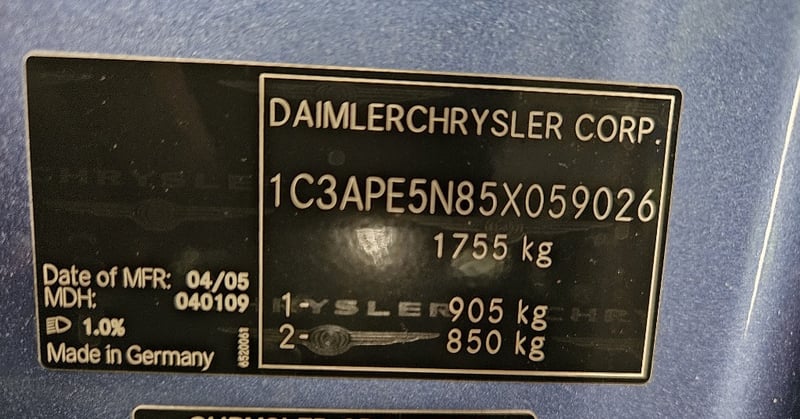 DAIMLERCHRYSLER CORP.
1C3APE5N85X059026
1755 kg
1- 905 kg
2- 850 kg
Date of MFR: 04/05
MDH: 040109
1.0%
Made in Germany
CHRYSLER